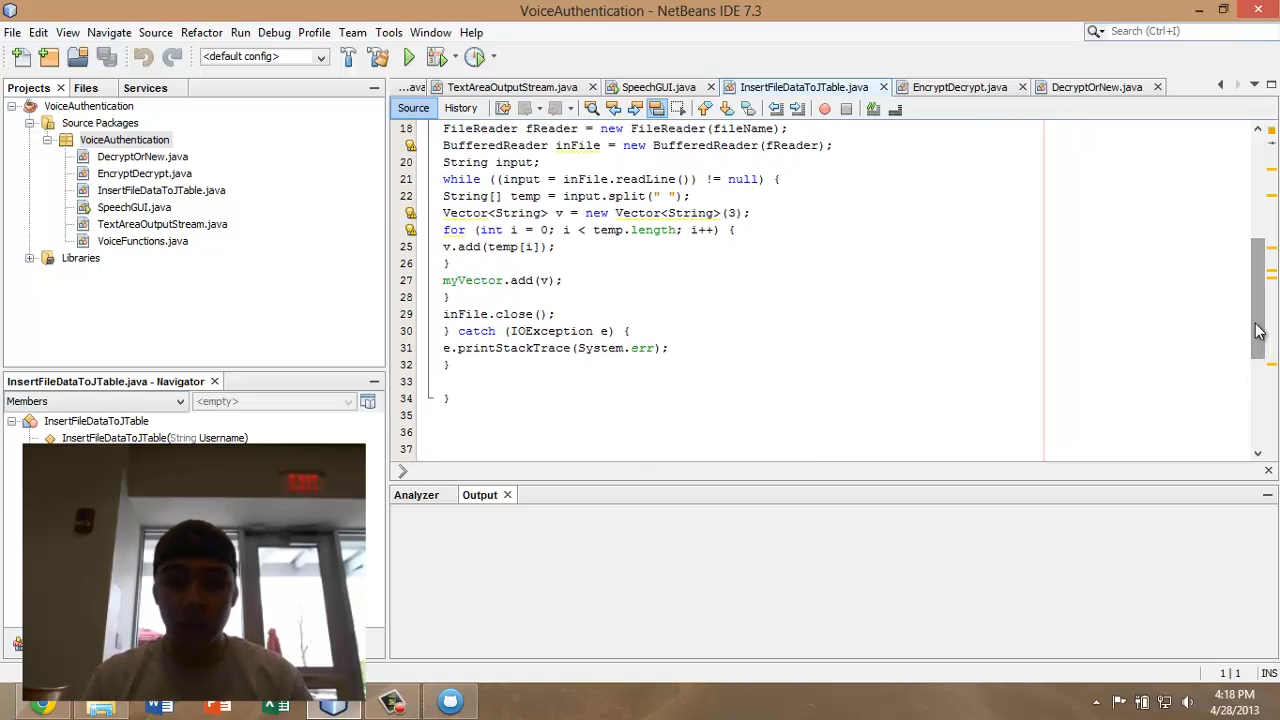 VoiceAuthentication - NetBeans IDE 7.3
File Edit View Navigate Source Refactor Run Debug Profile Team Tools Window Help
Search (Ctrl+I)
<default config>
Projects Files Services
...ava TextAreaOutputStream.java SpeechGUI.java InsertFileDataToJTable.java EncryptDecrypt.java DecryptOrNew.java
Source History
VoiceAuthentication
Source Packages
VoiceAuthentication
DecryptOrNew.java
EncryptDecrypt.java
InsertFileDataToJTable.java
SpeechGUI.java
TextAreaOutputStream.java
VoiceFunctions.java
Libraries
InsertFileDataToJTable.java - Navigator
Members <empty>
InsertFileDataToJTable
InsertFileDataToJTable(String Username)
18 FileReader fReader = new FileReader(fileName);
BufferedReader inFile = new BufferedReader(fReader);
20 String input;
21 while ((input = inFile.readLine()) != null) {
22 String[] temp = input.split(" ");
Vector<String> v = new Vector<String>(3);
for (int i = 0; i < temp.length; i++) {
25 v.add(temp[i]);
26 }
27 myVector.add(v);
28 }
29 inFile.close();
30 } catch (IOException e) {
31 e.printStackTrace(System.err);
32 }
33
34 }
35
36
37
Analyzer Output
EXIT
1 | 1 INS
4:18 PM
4/28/2013